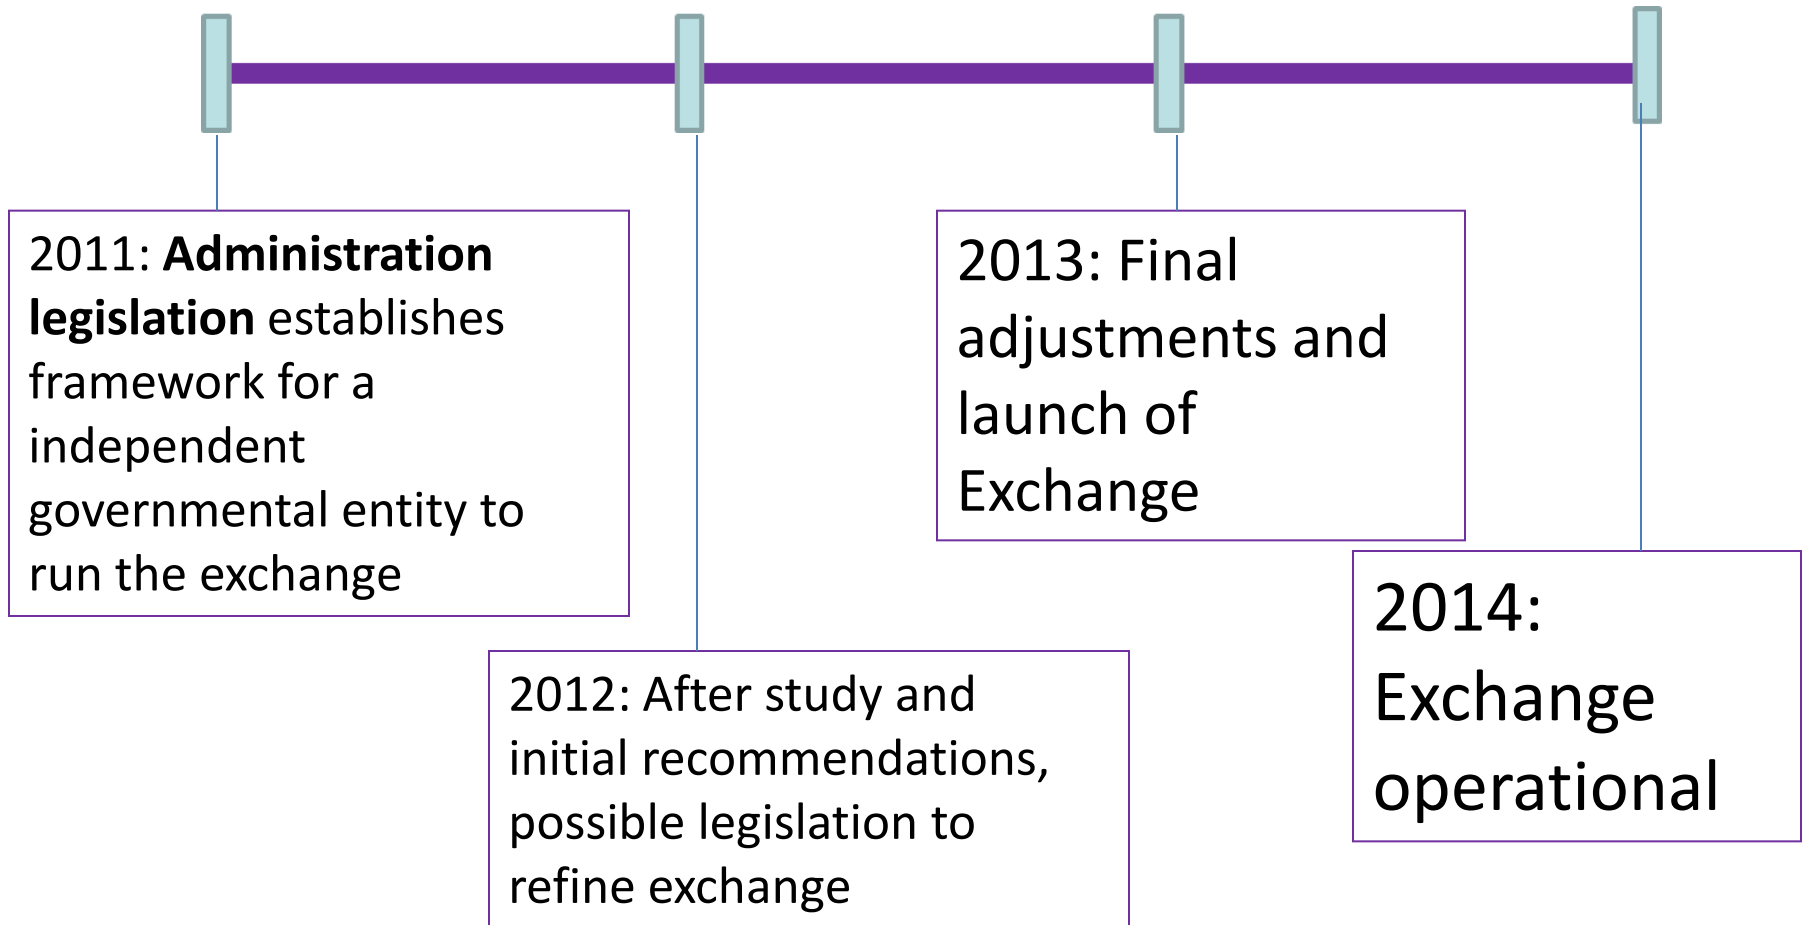 2011: Administration
legislation establishes
framework for a
independent
governmental entity to
run the exchange
2012: After study and
initial recommendations,
possible legislation to
refine exchange
2013: Final
adjustments and
launch of
Exchange
2014:
Exchange
operational